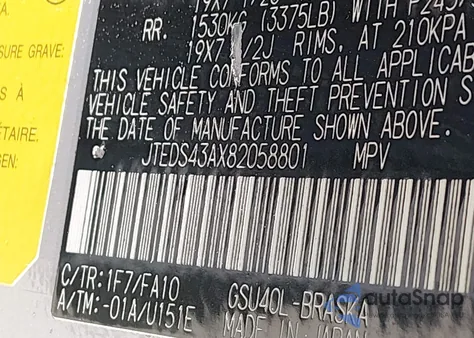 RR. 1530KG (3375LB) WITH P245/
19X7 1/2J RIMS, AT 210KPA
THIS VEHICLE CONFORMS TO ALL APPLICAB
VEHICLE SAFETY AND THEFT PREVENTION S
THE DATE OF MANUFACTURE SHOWN ABOVE.
JTEDS43AX82058801 MPV
C/TR:1F7/FA10
A/TM:-01A/U151E
GSU40L-BRASKA
MADE IN JAPAN
SURE GRAVE:
S À
ÉTAIRE.
GEN:
autoSnap